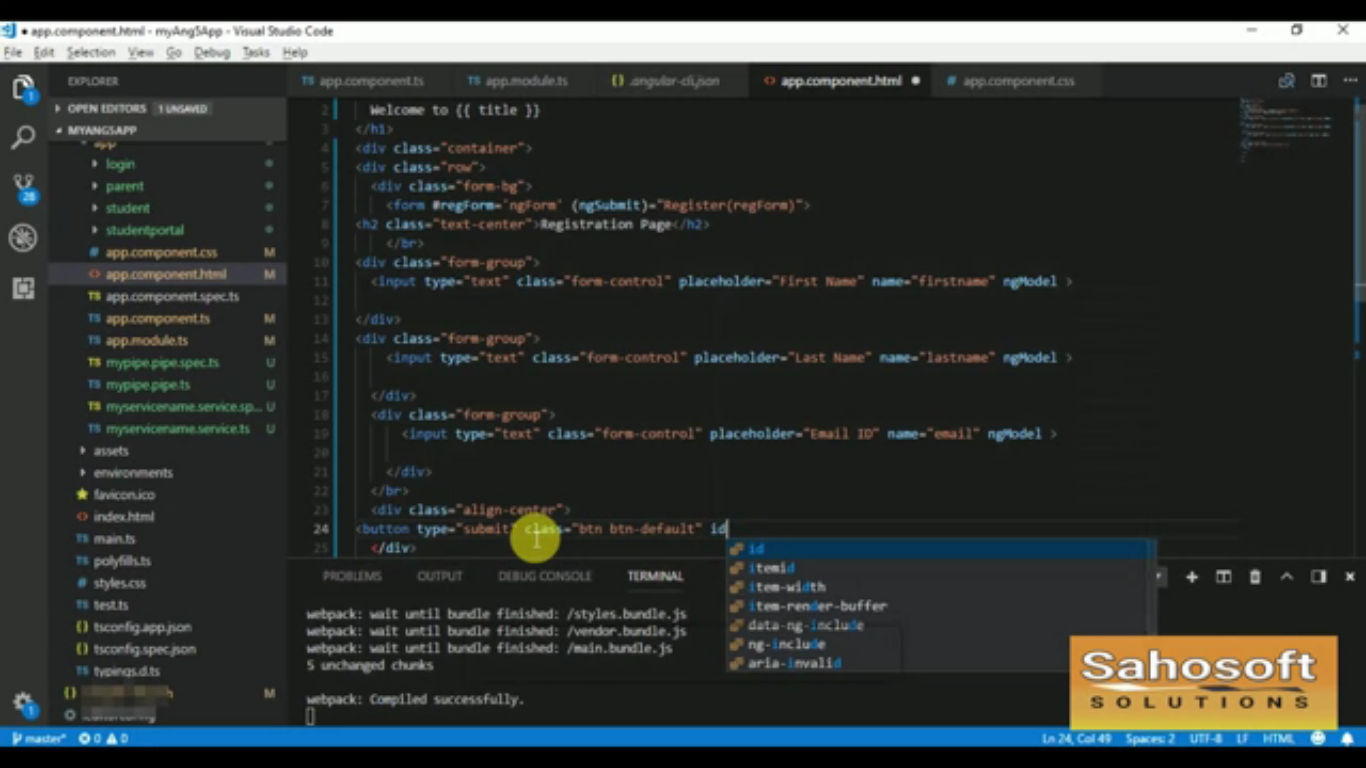 app.component.html - myAng5App - Visual Studio Code
File Edit Selection View Go Debug Tasks Help
EXPLORER
app.component.ts
app.module.ts
.angular-cli.json
app.component.html
app.component.css
OPEN EDITORS 1 UNSAVED
MYANG5APP
app
login
parent
student
studentportal
app.component.css M
app.component.html M
app.component.spec.ts
app.component.ts M
app.module.ts M
mypipe.pipe.spec.ts U
mypipe.pipe.ts U
myservicename.service.sp... U
myservicename.service.ts U
assets
environments
favicon.ico
index.html
main.ts
polyfills.ts
styles.css
test.ts
tsconfig.app.json
tsconfig.spec.json
typings.d.ts
M
2 Welcome to {{ title }}
3 </h1>
4 <div class="container">
5 <div class="row">
6 <div class="form-bg">
7 <form #regForm='ngForm' (ngSubmit)="Register(regForm)">
8 <h2 class="text-center">Registration Page</h2>
9 </br>
10 <div class="form-group">
11 <input type="text" class="form-control" placeholder="First Name" name="firstname" ngModel >
12
13 </div>
14 <div class="form-group">
15 <input type="text" class="form-control" placeholder="Last Name" name="lastname" ngModel >
16
17 </div>
18 <div class="form-group">
19 <input type="text" class="form-control" placeholder="Email ID" name="email" ngModel >
20
21 </div>
22 </br>
23 <div class="align-center">
24 <button type="submit" class="btn btn-default" id
25 </div>
id
itemid
item-width
item-render-buffer
data-ng-include
ng-include
aria-invalid
PROBLEMS OUTPUT DEBUG CONSOLE TERMINAL
webpack: wait until bundle finished: /styles.bundle.js
webpack: wait until bundle finished: /vendor.bundle.js
webpack: wait until bundle finished: /main.bundle.js
5 unchanged chunks
webpack: Compiled successfully.
Sahosoft
SOLUTIONS
master* 0 0
Ln 24, Col 49 Spaces: 2 UTF-8 LF HTML